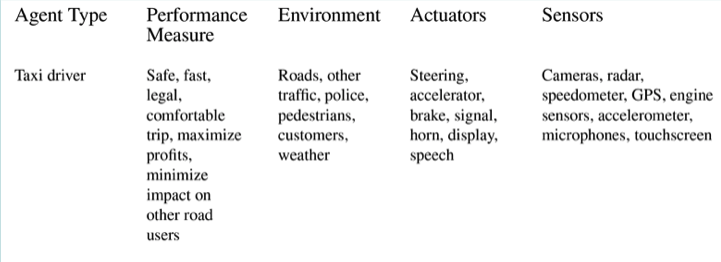 Agent Type Performance Measure Environment Actuators Sensors
Taxi driver
Safe, fast,
legal,
comfortable
trip, maximize
profits,
minimize
impact on
other road
users
Roads, other
traffic, police,
pedestrians,
customers,
weather
Steering,
accelerator,
brake, signal,
horn, display,
speech
Cameras, radar,
speedometer, GPS, engine
sensors, accelerometer,
microphones, touchscreen